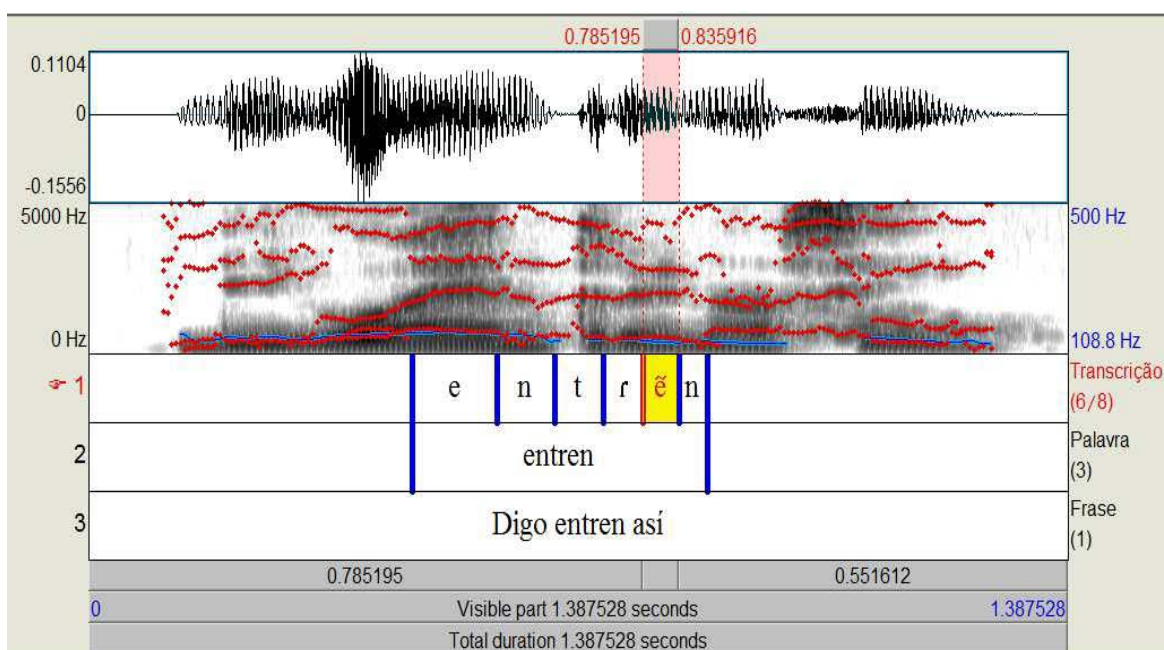 0.785195 0.835916
0.1104
0
-0.1556
5000 Hz 500 Hz
0 Hz 108.8 Hz
1 e n t ɾ ẽ n Transcrição (6/8)
2 entren Palavra (3)
3 Digo entren así Frase (1)
0.785195 0.551612
0 Visible part 1.387528 seconds 1.387528
Total duration 1.387528 seconds